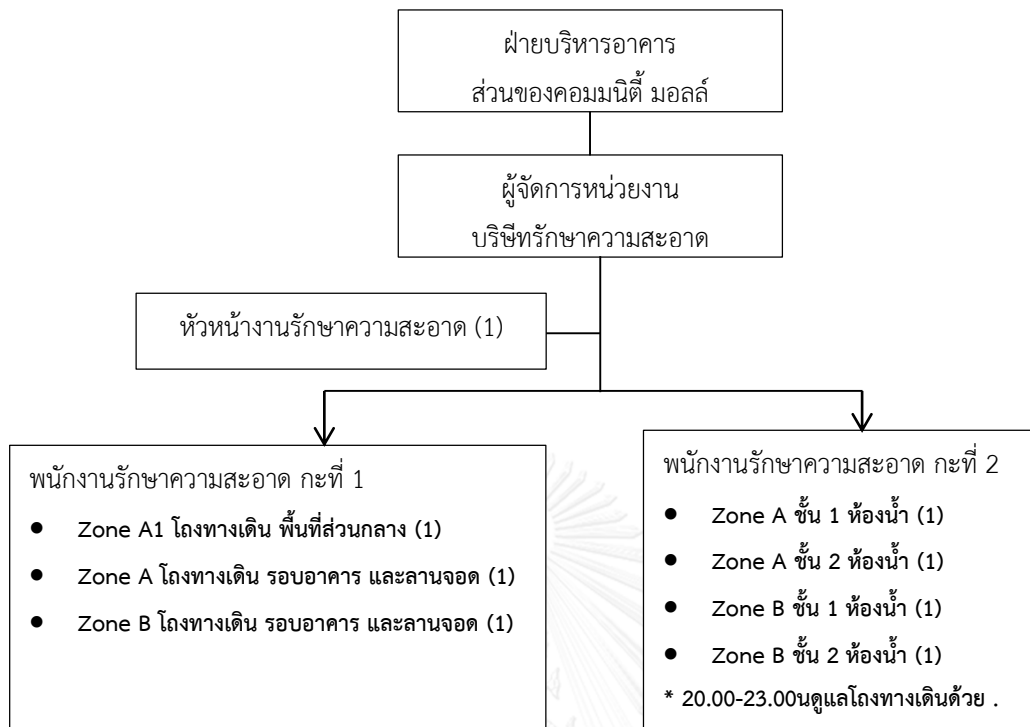 ฝ่ายบริหารอาคาร
ส่วนของคอมมนิตี้ มอลล์
ผู้จัดการหน่วยงาน
บริษัทรักษาความสะอาด
หัวหน้างานรักษาความสะอาด (1)
พนักงานรักษาความสะอาด กะที่ 1
● Zone A1 โถงทางเดิน พื้นที่ส่วนกลาง (1)
● Zone A โถงทางเดิน รอบอาคาร และลานจอด (1)
● Zone B โถงทางเดิน รอบอาคาร และลานจอด (1)
พนักงานรักษาความสะอาด กะที่ 2
● Zone A ชั้น 1 ห้องน้ำ (1)
● Zone A ชั้น 2 ห้องน้ำ (1)
● Zone B ชั้น 1 ห้องน้ำ (1)
● Zone B ชั้น 2 ห้องน้ำ (1)
* 20.00-23.00นดูแลโถงทางเดินด้วย .